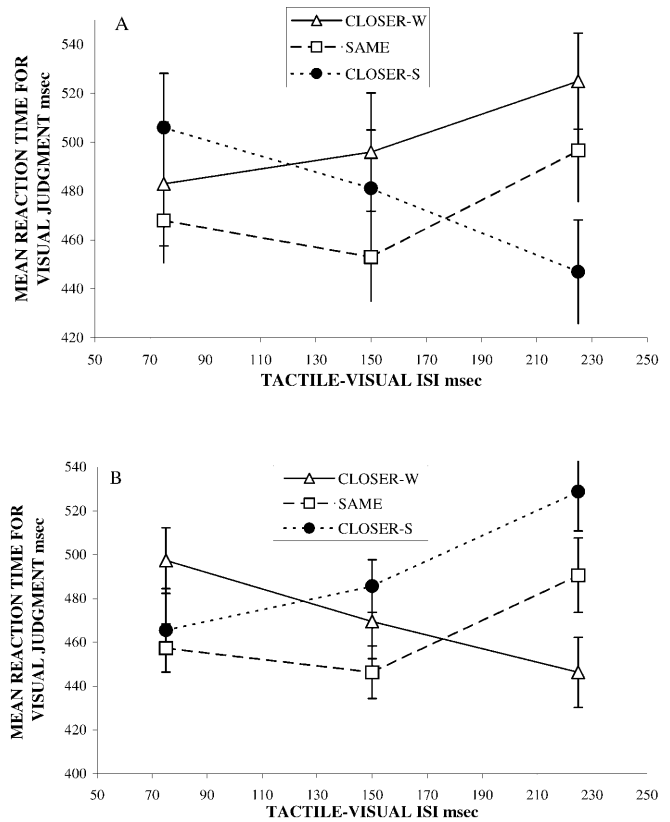 A
CLOSER-W
SAME
CLOSER-S
MEAN REACTION TIME FOR
VISUAL JUDGMENT msec
540
520
500
480
460
440
420
50 70 90 110 130 150 170 190 210 230 250
TACTILE-VISUAL ISI msec
B
CLOSER-W
SAME
CLOSER-S
MEAN REACTION TIME FOR
VISUAL JUDGMENT msec
540
520
500
480
460
440
420
400
50 70 90 110 130 150 170 190 210 230 250
TACTILE-VISUAL ISI msec